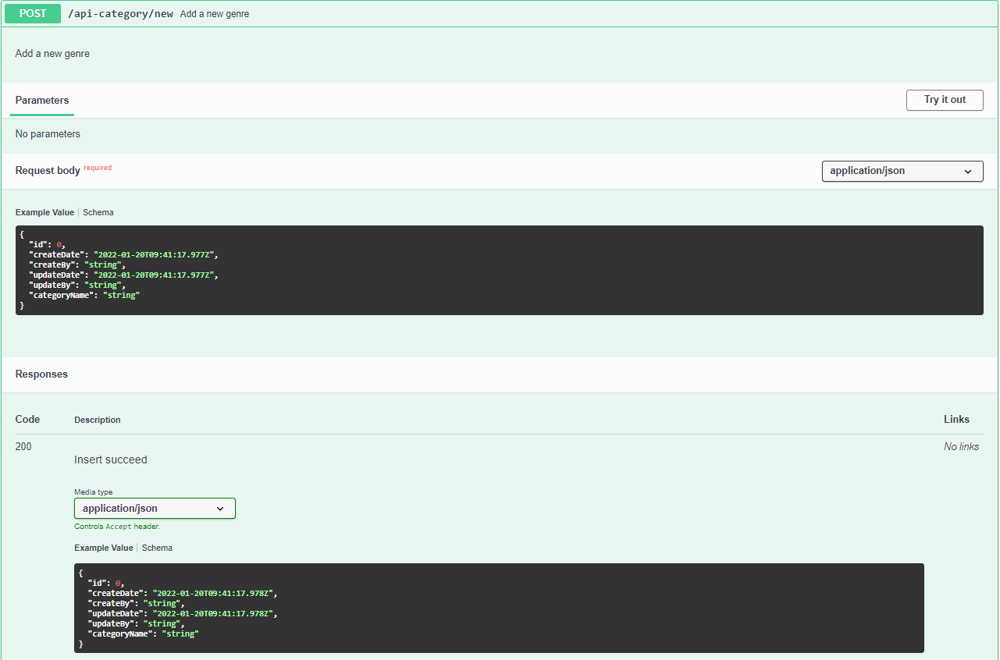 POST /api-category/new Add a new genre
Add a new genre
Parameters Try it out
No parameters
Request body required application/json
Example Value Schema
{
  "id": 0,
  "createDate": "2022-01-20T09:41:17.977Z",
  "createBy": "string",
  "updateDate": "2022-01-20T09:41:17.977Z",
  "updateBy": "string",
  "categoryName": "string"
}
Responses
Code Description Links
200 Insert succeed No links
Media type
application/json
Controls Accept header.
Example Value Schema
{
  "id": 0,
  "createDate": "2022-01-20T09:41:17.978Z",
  "createBy": "string",
  "updateDate": "2022-01-20T09:41:17.978Z",
  "updateBy": "string",
  "categoryName": "string"
}